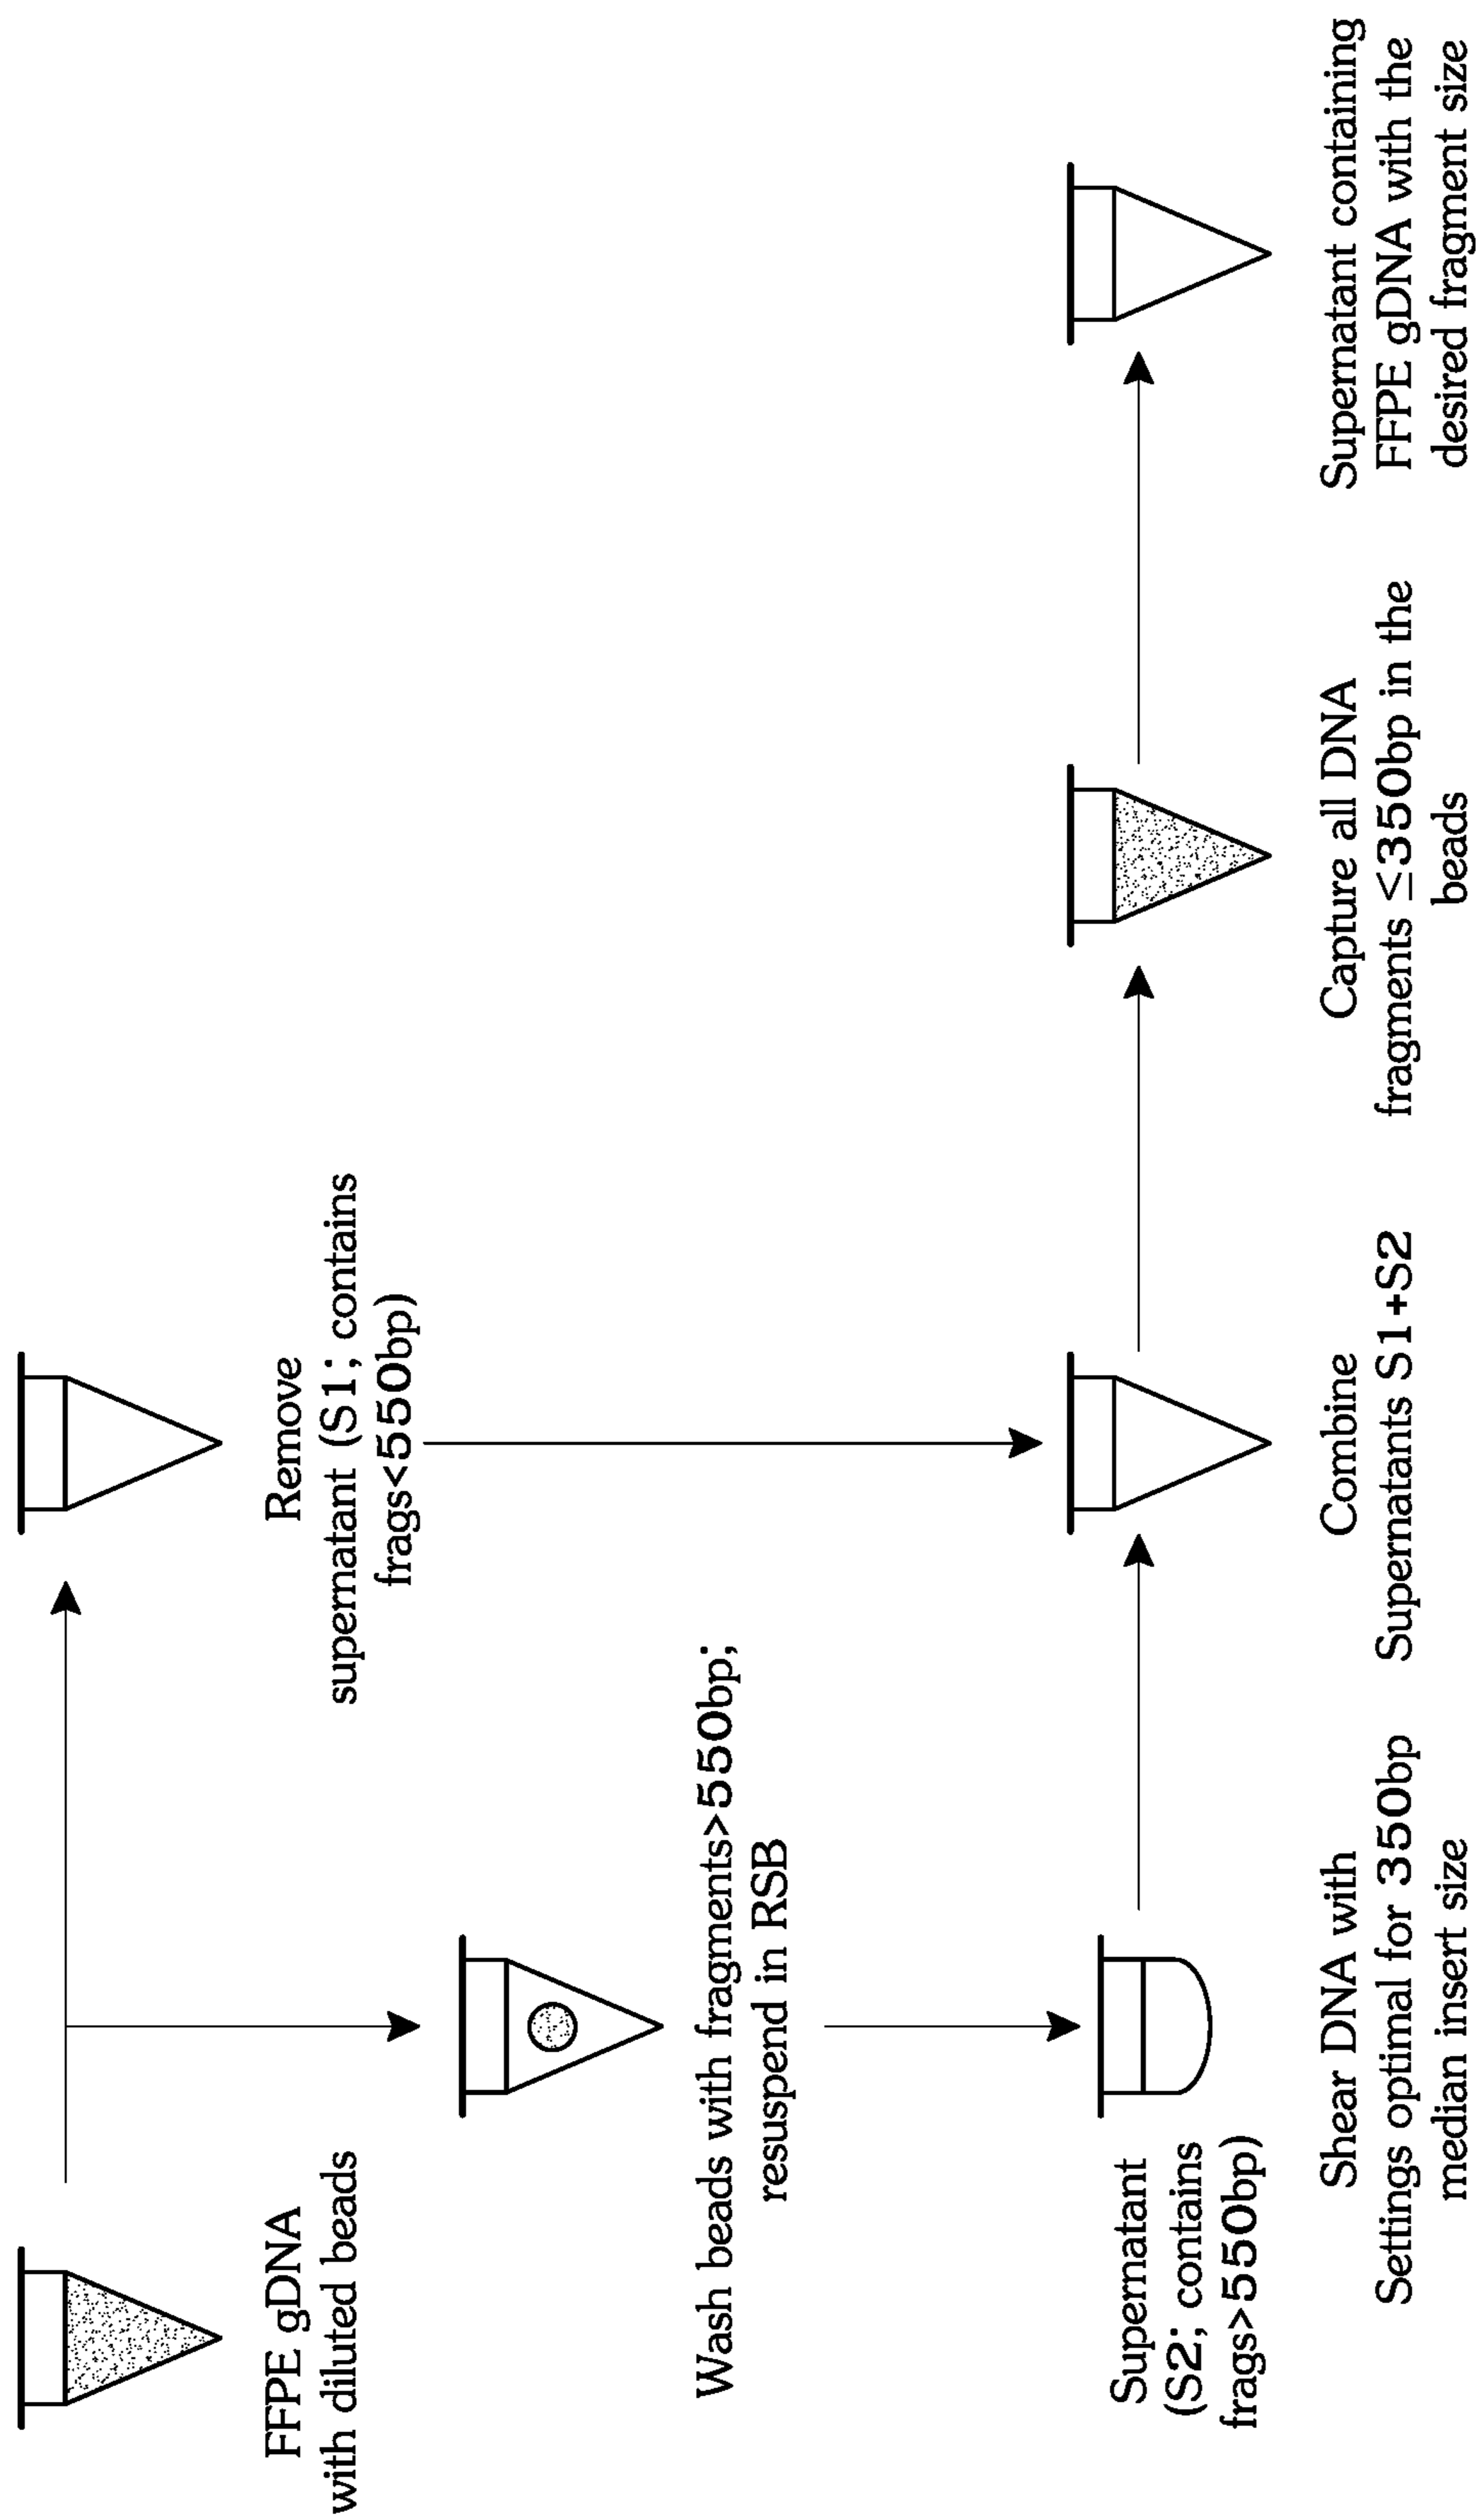 FFPE gDNA
with diluted beads
Remove
supernatant (S1; contains
frags<550bp)
Wash beads with fragments>550bp;
resuspend in RSB
Supernatant
(S2; contains
frags>550bp)
Shear DNA with
Settings optimal for 350bp
median insert size
Combine
Supernatants S1+S2
Capture all DNA
fragments ≤350bp in the
beads
Supernatant containing
FFPE gDNA with the
desired fragment size